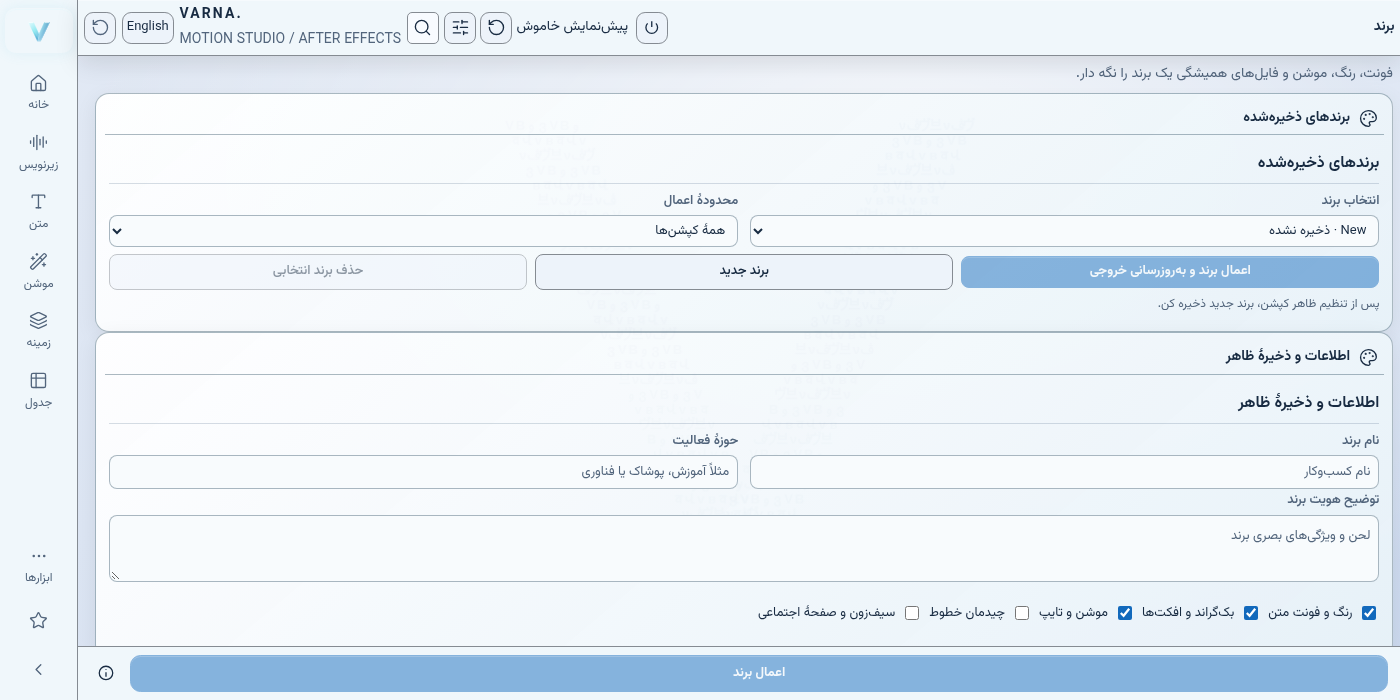 برند
پیش‌نمایش خاموش
VARNA.
MOTION STUDIO / AFTER EFFECTS
English
خانه
زیرنویس
متن
موشن
زمینه
جدول
ابزارها
فونت، رنگ، موشن و فایل‌های همیشگی یک برند را نگه دار.
برندهای ذخیره‌شده
برندهای ذخیره‌شده
انتخاب برند
محدودهٔ اعمال
New · ذخیره نشده
همهٔ کپشن‌ها
اعمال برند و به‌روزرسانی خروجی
برند جدید
حذف برند انتخابی
پس از تنظیم ظاهر کپشن، برند جدید ذخیره کن.
اطلاعات و ذخیرهٔ ظاهر
اطلاعات و ذخیرهٔ ظاهر
نام برند
حوزهٔ فعالیت
نام کسب‌وکار
مثلاً آموزش، پوشاک یا فناوری
توضیح هویت برند
لحن و ویژگی‌های بصری برند
رنگ و فونت متن
بک‌گراند و افکت‌ها
موشن و تایپ
چیدمان خطوط
سیف‌زون و صفحهٔ اجتماعی
اعمال برند